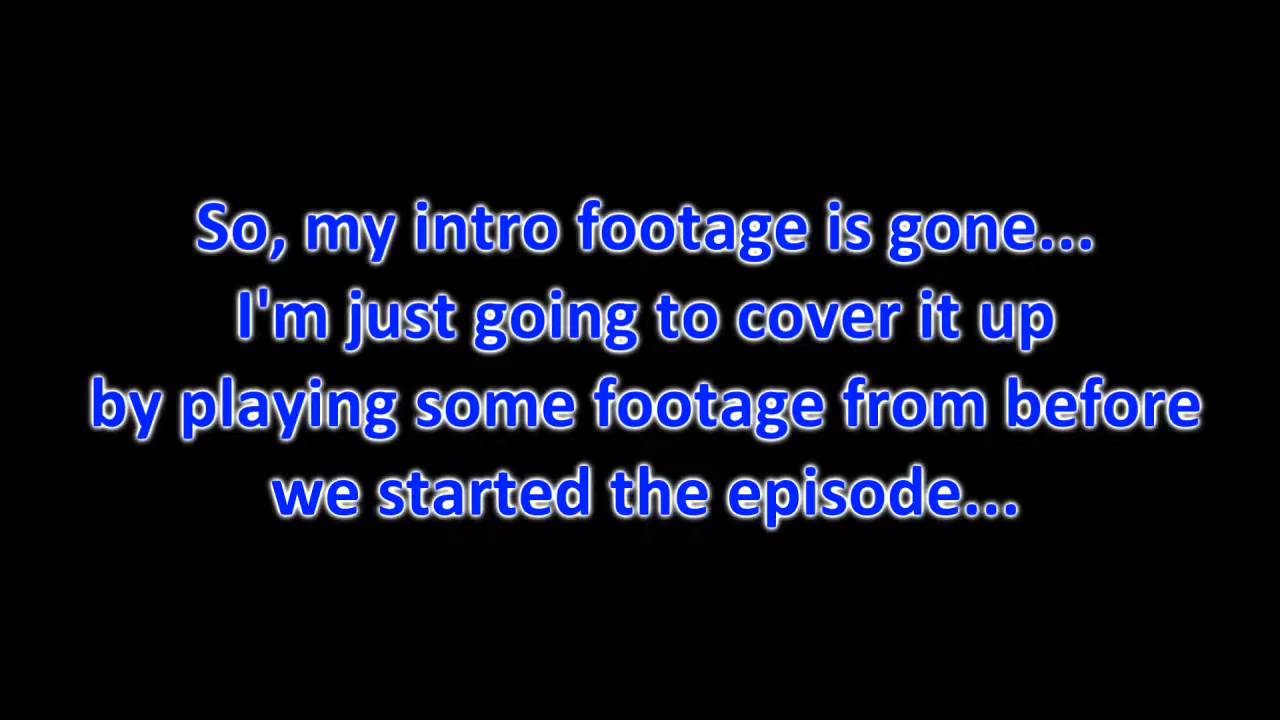 So, my intro footage is gone...
I'm just going to cover it up
by playing some footage from before
we started the episode...